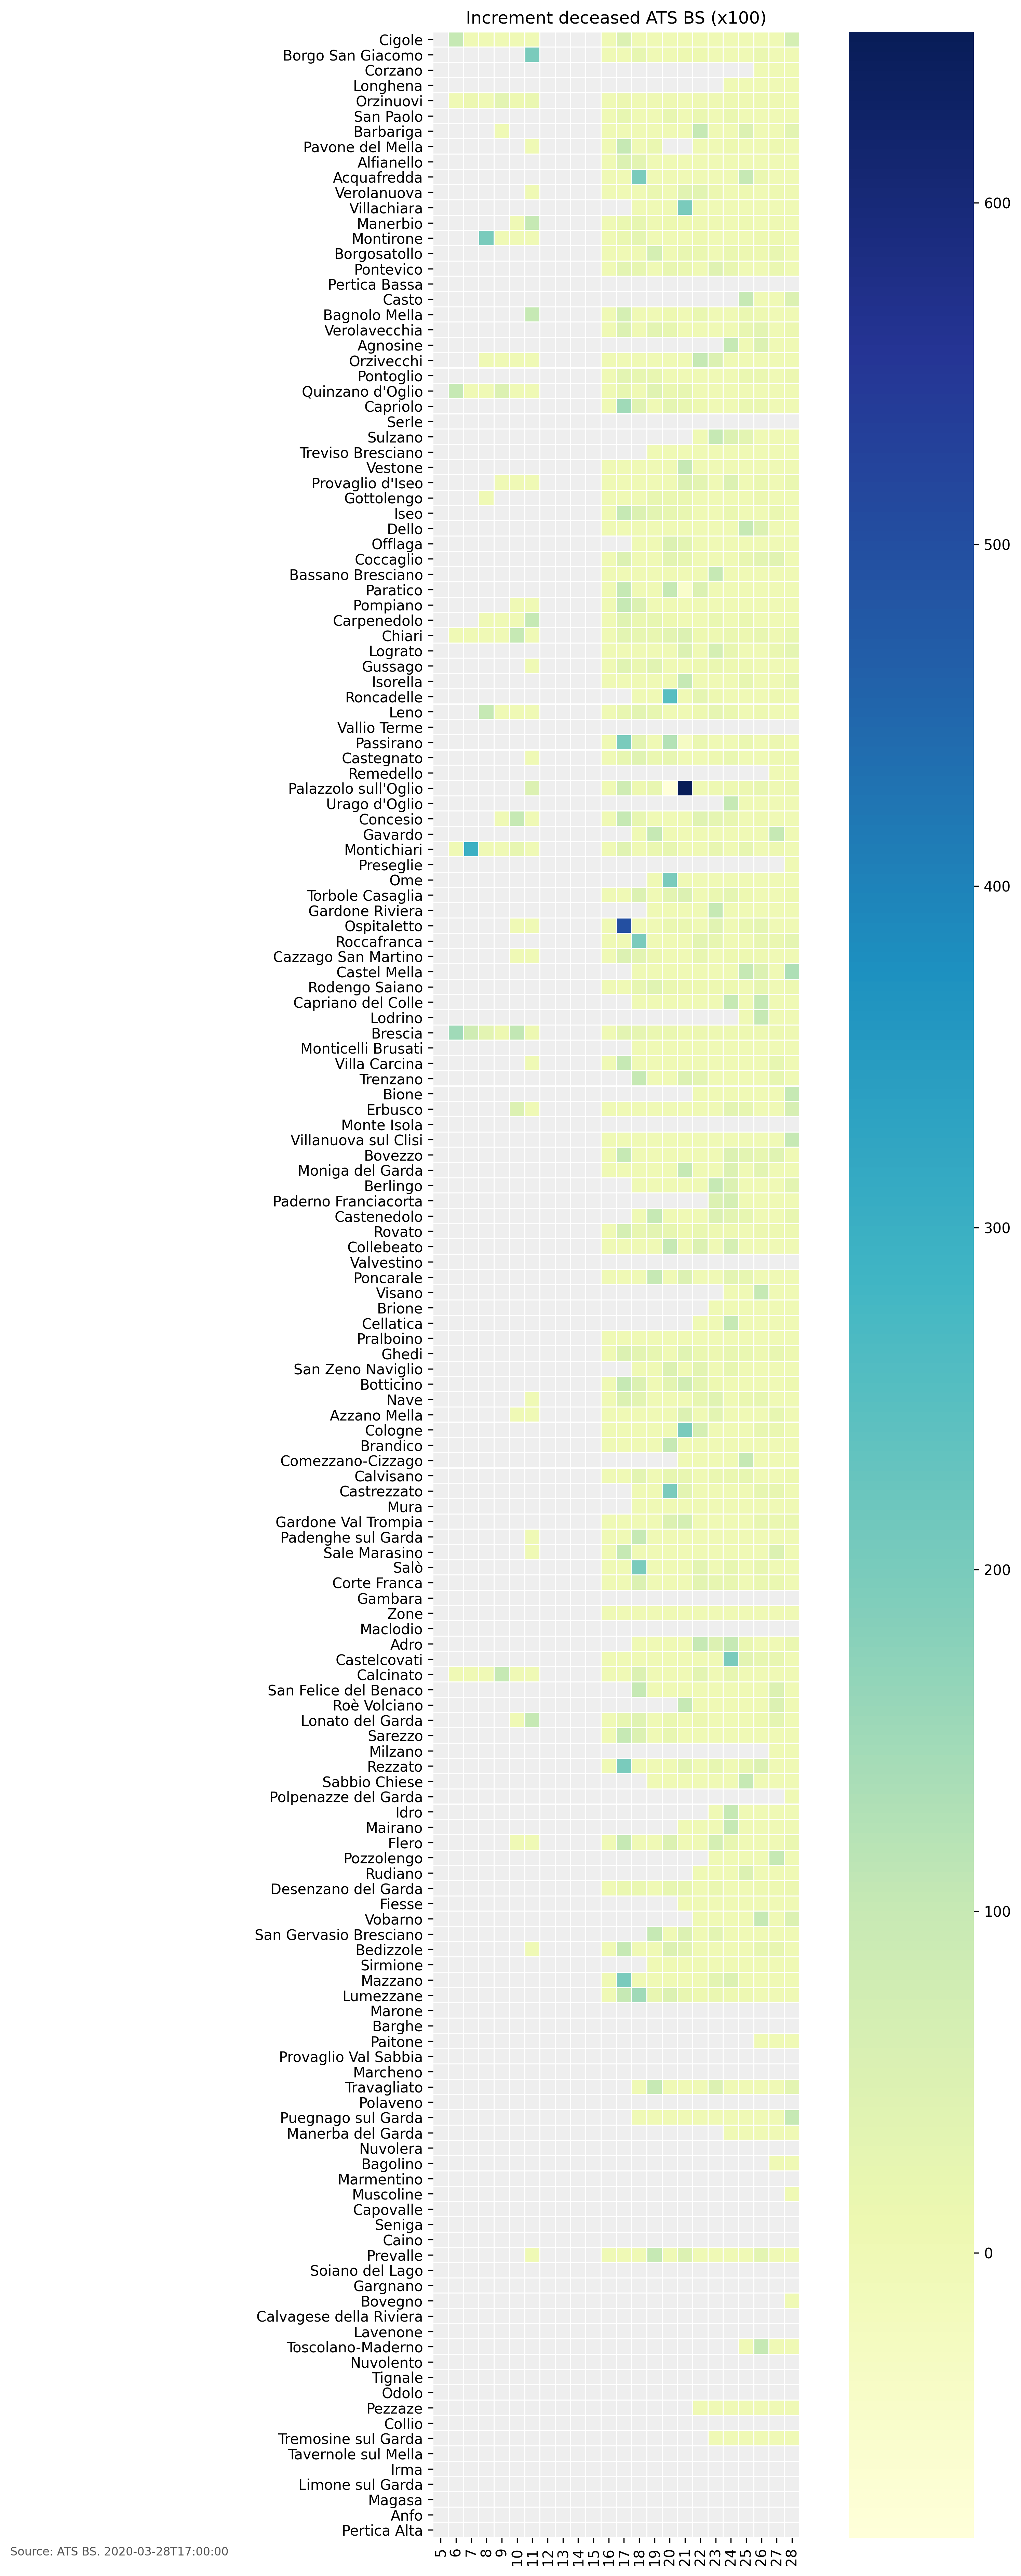 Increment deceased ATS BS (x100)
Cigole
Borgo San Giacomo
Corzano
Longhena
Orzinuovi
San Paolo
Barbariga
Pavone del Mella
Alfianello
Acquafredda
Verolanuova
Villachiara
Manerbio
Montirone
Borgosatollo
Pontevico
Pertica Bassa
Casto
Bagnolo Mella
Verolavecchia
Agnosine
Orzivecchi
Pontoglio
Quinzano d'Oglio
Capriolo
Serle
Sulzano
Treviso Bresciano
Vestone
Provaglio d'Iseo
Gottolengo
Iseo
Dello
Offlaga
Coccaglio
Bassano Bresciano
Paratico
Pompiano
Carpenedolo
Chiari
Lograto
Gussago
Isorella
Roncadelle
Leno
Vallio Terme
Passirano
Castegnato
Remedello
Palazzolo sull'Oglio
Urago d'Oglio
Concesio
Gavardo
Montichiari
Preseglie
Ome
Torbole Casaglia
Gardone Riviera
Ospitaletto
Roccafranca
Cazzago San Martino
Castel Mella
Rodengo Saiano
Capriano del Colle
Lodrino
Brescia
Monticelli Brusati
Villa Carcina
Trenzano
Bione
Erbusco
Monte Isola
Villanuova sul Clisi
Bovezzo
Moniga del Garda
Berlingo
Paderno Franciacorta
Castenedolo
Rovato
Collebeato
Valvestino
Poncarale
Visano
Brione
Cellatica
Pralboino
Ghedi
San Zeno Naviglio
Botticino
Nave
Azzano Mella
Cologne
Brandico
Comezzano-Cizzago
Calvisano
Castrezzato
Mura
Gardone Val Trompia
Padenghe sul Garda
Sale Marasino
Salò
Corte Franca
Gambara
Zone
Maclodio
Adro
Castelcovati
Calcinato
San Felice del Benaco
Roè Volciano
Lonato del Garda
Sarezzo
Milzano
Rezzato
Sabbio Chiese
Polpenazze del Garda
Idro
Mairano
Flero
Pozzolengo
Rudiano
Desenzano del Garda
Fiesse
Vobarno
San Gervasio Bresciano
Bedizzole
Sirmione
Mazzano
Lumezzane
Marone
Barghe
Paitone
Provaglio Val Sabbia
Marcheno
Travagliato
Polaveno
Puegnago sul Garda
Manerba del Garda
Nuvolera
Bagolino
Marmentino
Muscoline
Capovalle
Seniga
Caino
Prevalle
Soiano del Lago
Gargnano
Bovegno
Calvagese della Riviera
Lavenone
Toscolano-Maderno
Nuvolento
Tignale
Odolo
Pezzaze
Collio
Tremosine sul Garda
Tavernole sul Mella
Irma
Limone sul Garda
Magasa
Anfo
Pertica Alta
5 6 7 8 9 10 11 12 13 14 15 16 17 18 19 20 21 22 23 24 25 26 27 28
600
500
400
300
200
100
0
Source: ATS BS. 2020-03-28T17:00:00